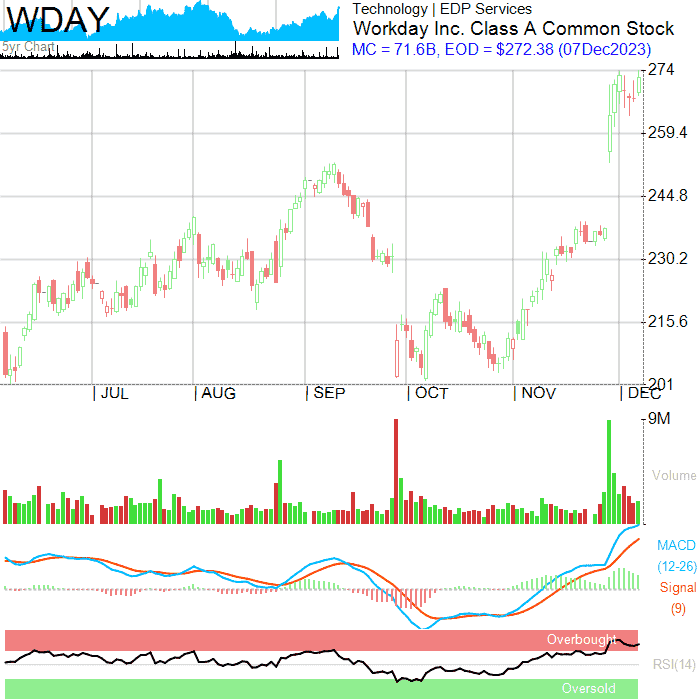 WDAY
5yr Chart
Technology | EDP Services
Workday Inc. Class A Common Stock
MC = 71.6B, EOD = $272.38 (07Dec2023)
274
259.4
244.8
230.2
215.6
201
JUL AUG SEP OCT NOV DEC
9M
Volume
MACD
(12-26)
Signal
(9)
Overbought
RSI(14)
Oversold